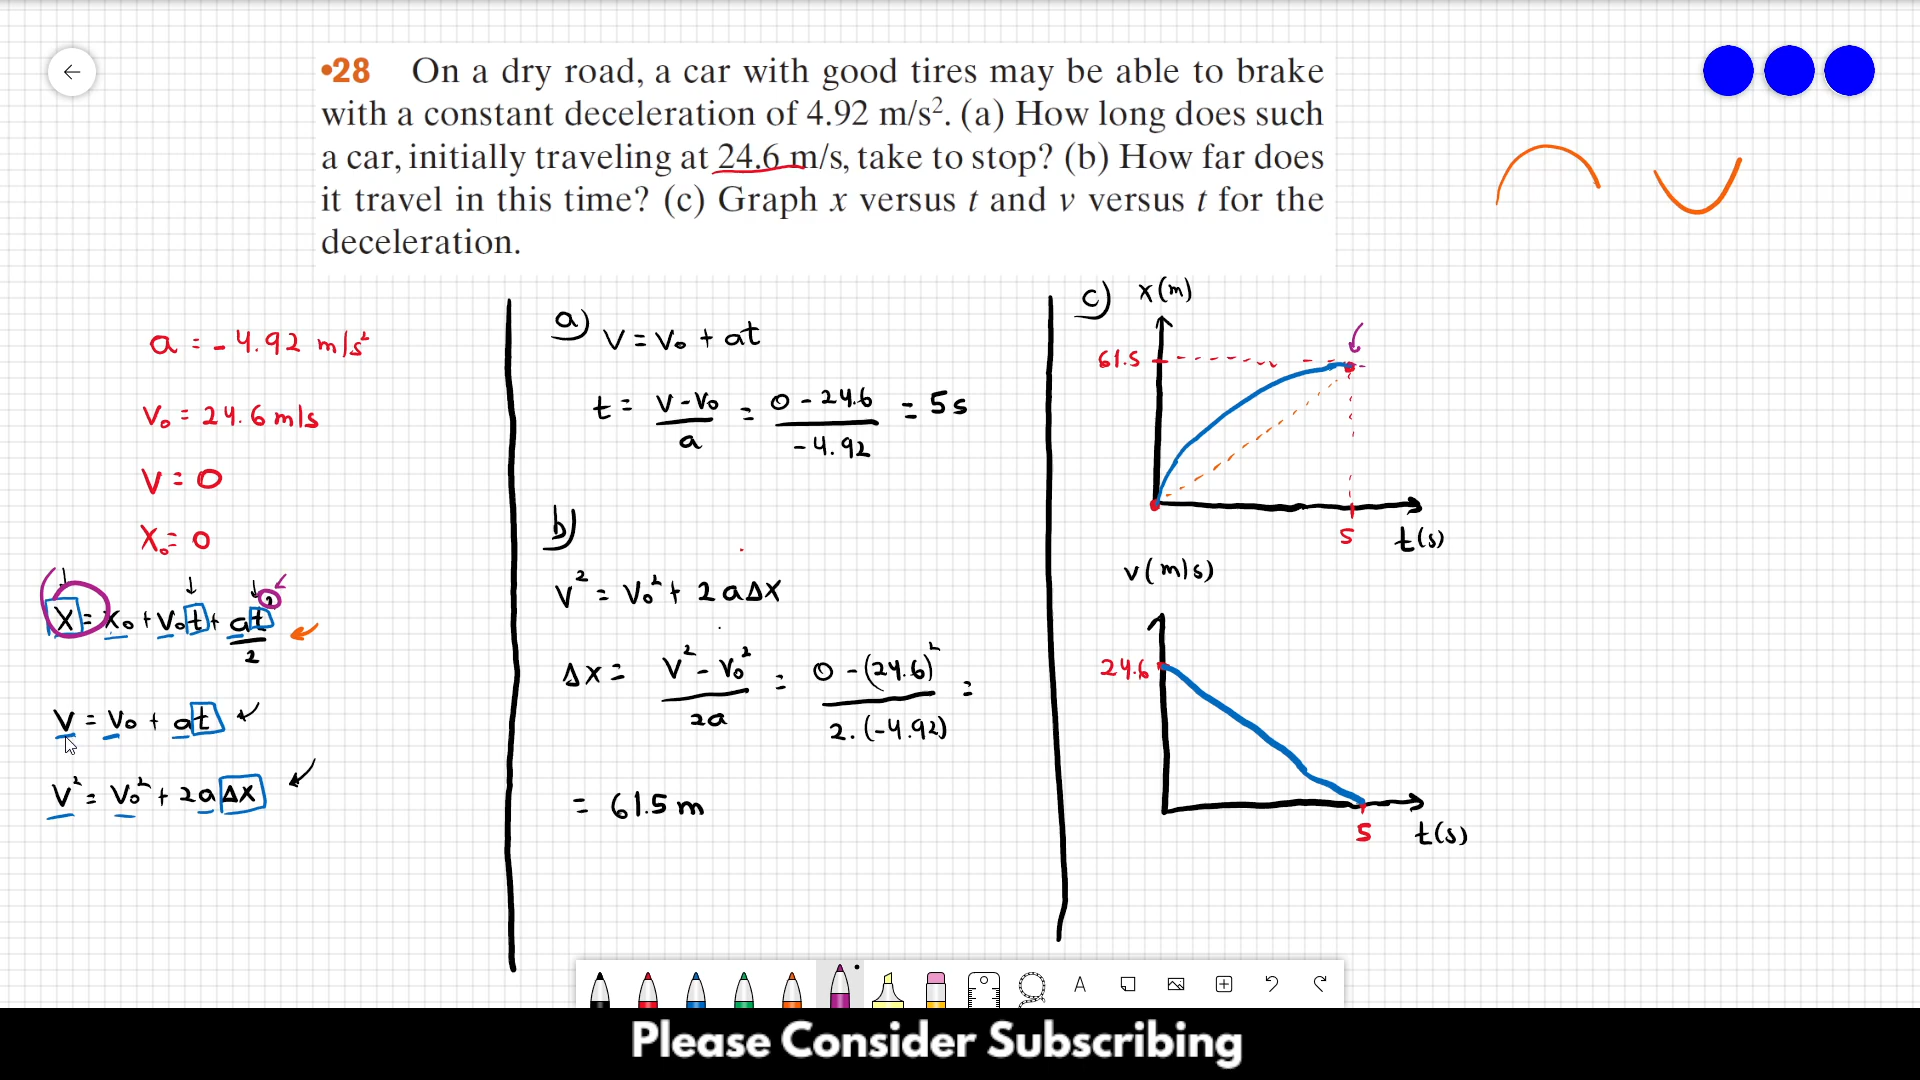 •28 On a dry road, a car with good tires may be able to brake
with a constant deceleration of 4.92 m/s². (a) How long does such
a car, initially traveling at 24.6 m/s, take to stop? (b) How far does
it travel in this time? (c) Graph x versus t and v versus t for the
deceleration.
a = -4.92 m/s²
V₀ = 24.6 m/s
V = 0
X₀ = 0
X = X₀ + V₀t + at²/2
V = V₀ + at
V² = V₀² + 2aΔX
a) V = V₀ + at
t = (V - V₀)/a = (0 - 24.6)/(-4.92) = 5s
b)
V² = V₀² + 2aΔX
ΔX = (V² - V₀²)/2a = (0 - (24.6)²)/(2.(-4.92)) =
= 61.5 m
c) X(m)
61.5
5 t(s)
V(m/s)
24.6
5 t(s)
A
Please Consider Subscribing